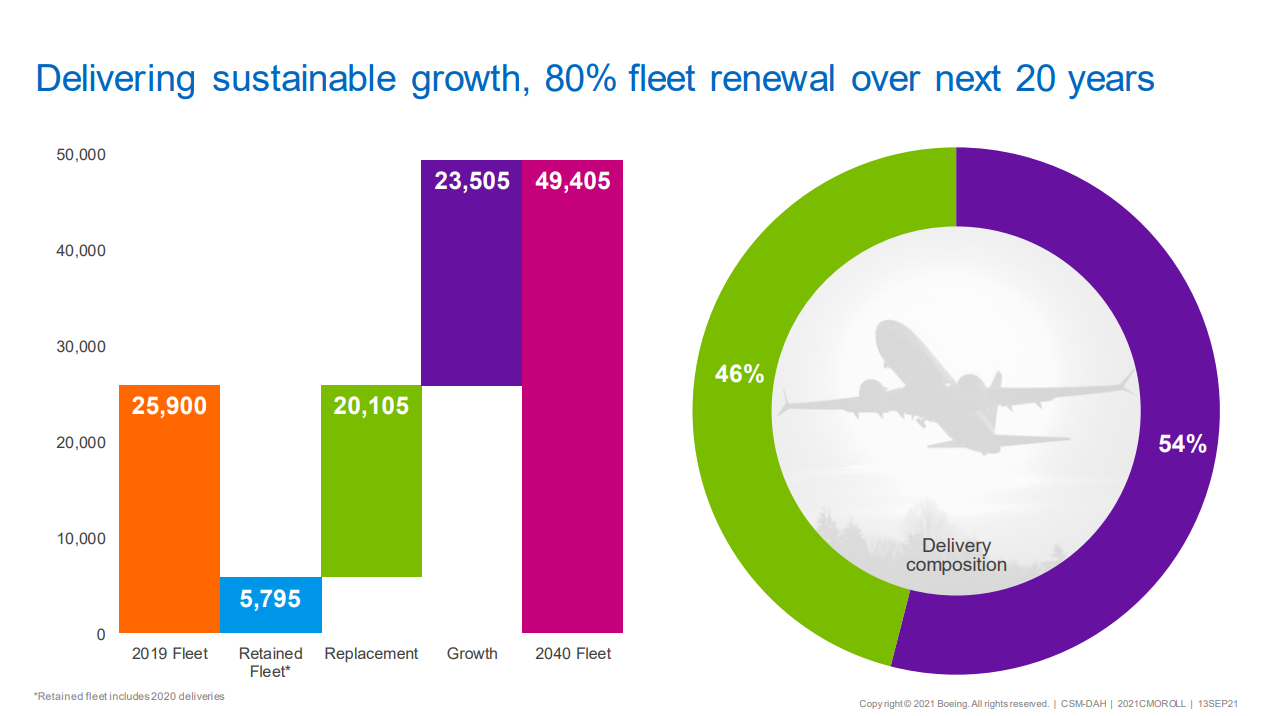 Delivering sustainable growth, 80% fleet renewal over next 20 years
50,000
40,000
30,000
20,000
10,000
0
25,900
5,795
20,105
23,505
49,405
2019 Fleet
Retained
Fleet*
Replacement
Growth
2040 Fleet
46%
54%
Delivery
composition
*Retained fleet includes 2020 deliveries
Copyright © 2021 Boeing. All rights reserved. | CSM-DAH | 2021CMOROLL | 13SEP21